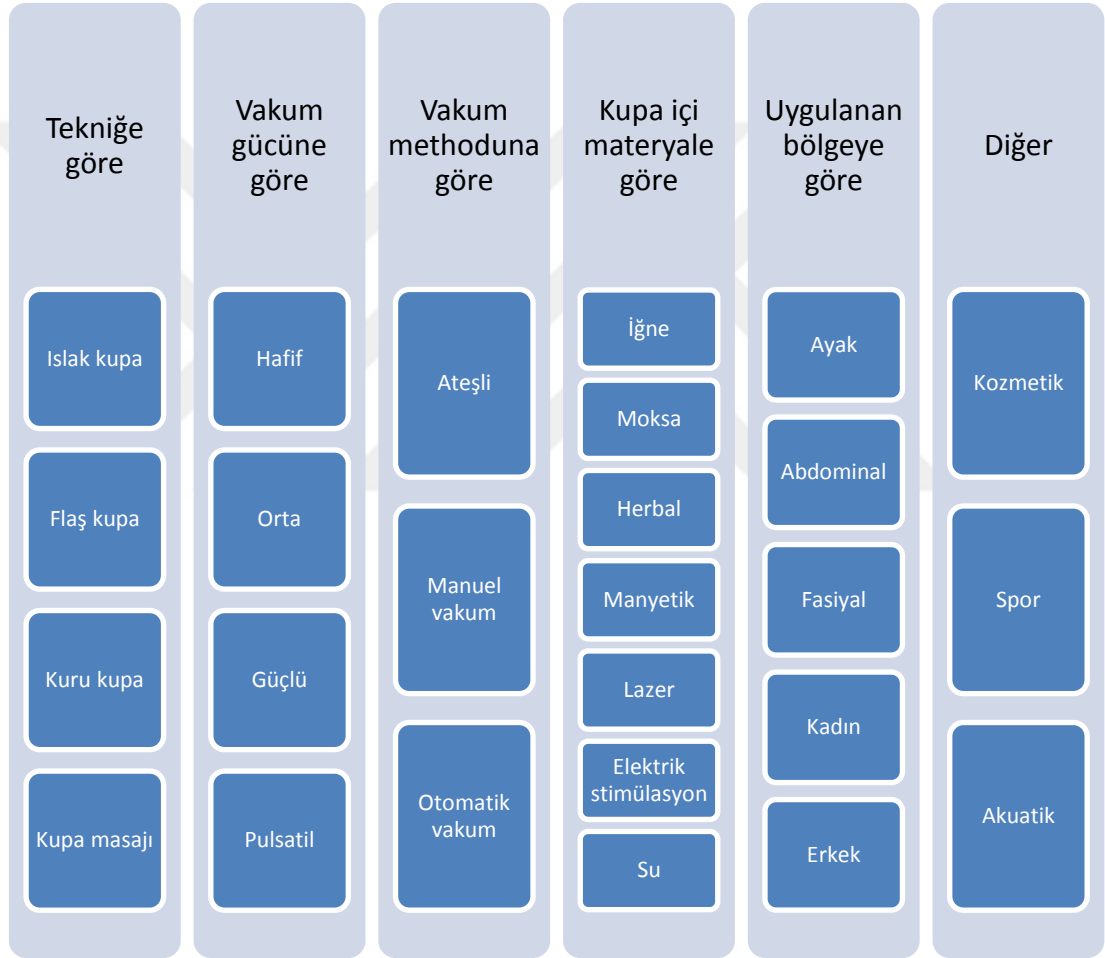 Tekniğe
göre
Islak kupa
Flaş kupa
Kuru kupa
Kupa masajı
Vakum
gücüne
göre
Hafif
Orta
Güçlü
Pulsatil
Vakum
methoduna
göre
Ateşli
Manuel
vakum
Otomatik
vakum
Kupa içi
materyale
göre
İğne
Moksa
Herbal
Manyetik
Lazer
Elektrik
stimülasyon
Su
Uygulanan
bölgeye
göre
Ayak
Abdominal
Fasiyal
Kadın
Erkek
Diğer
Kozmetik
Spor
Akuatik